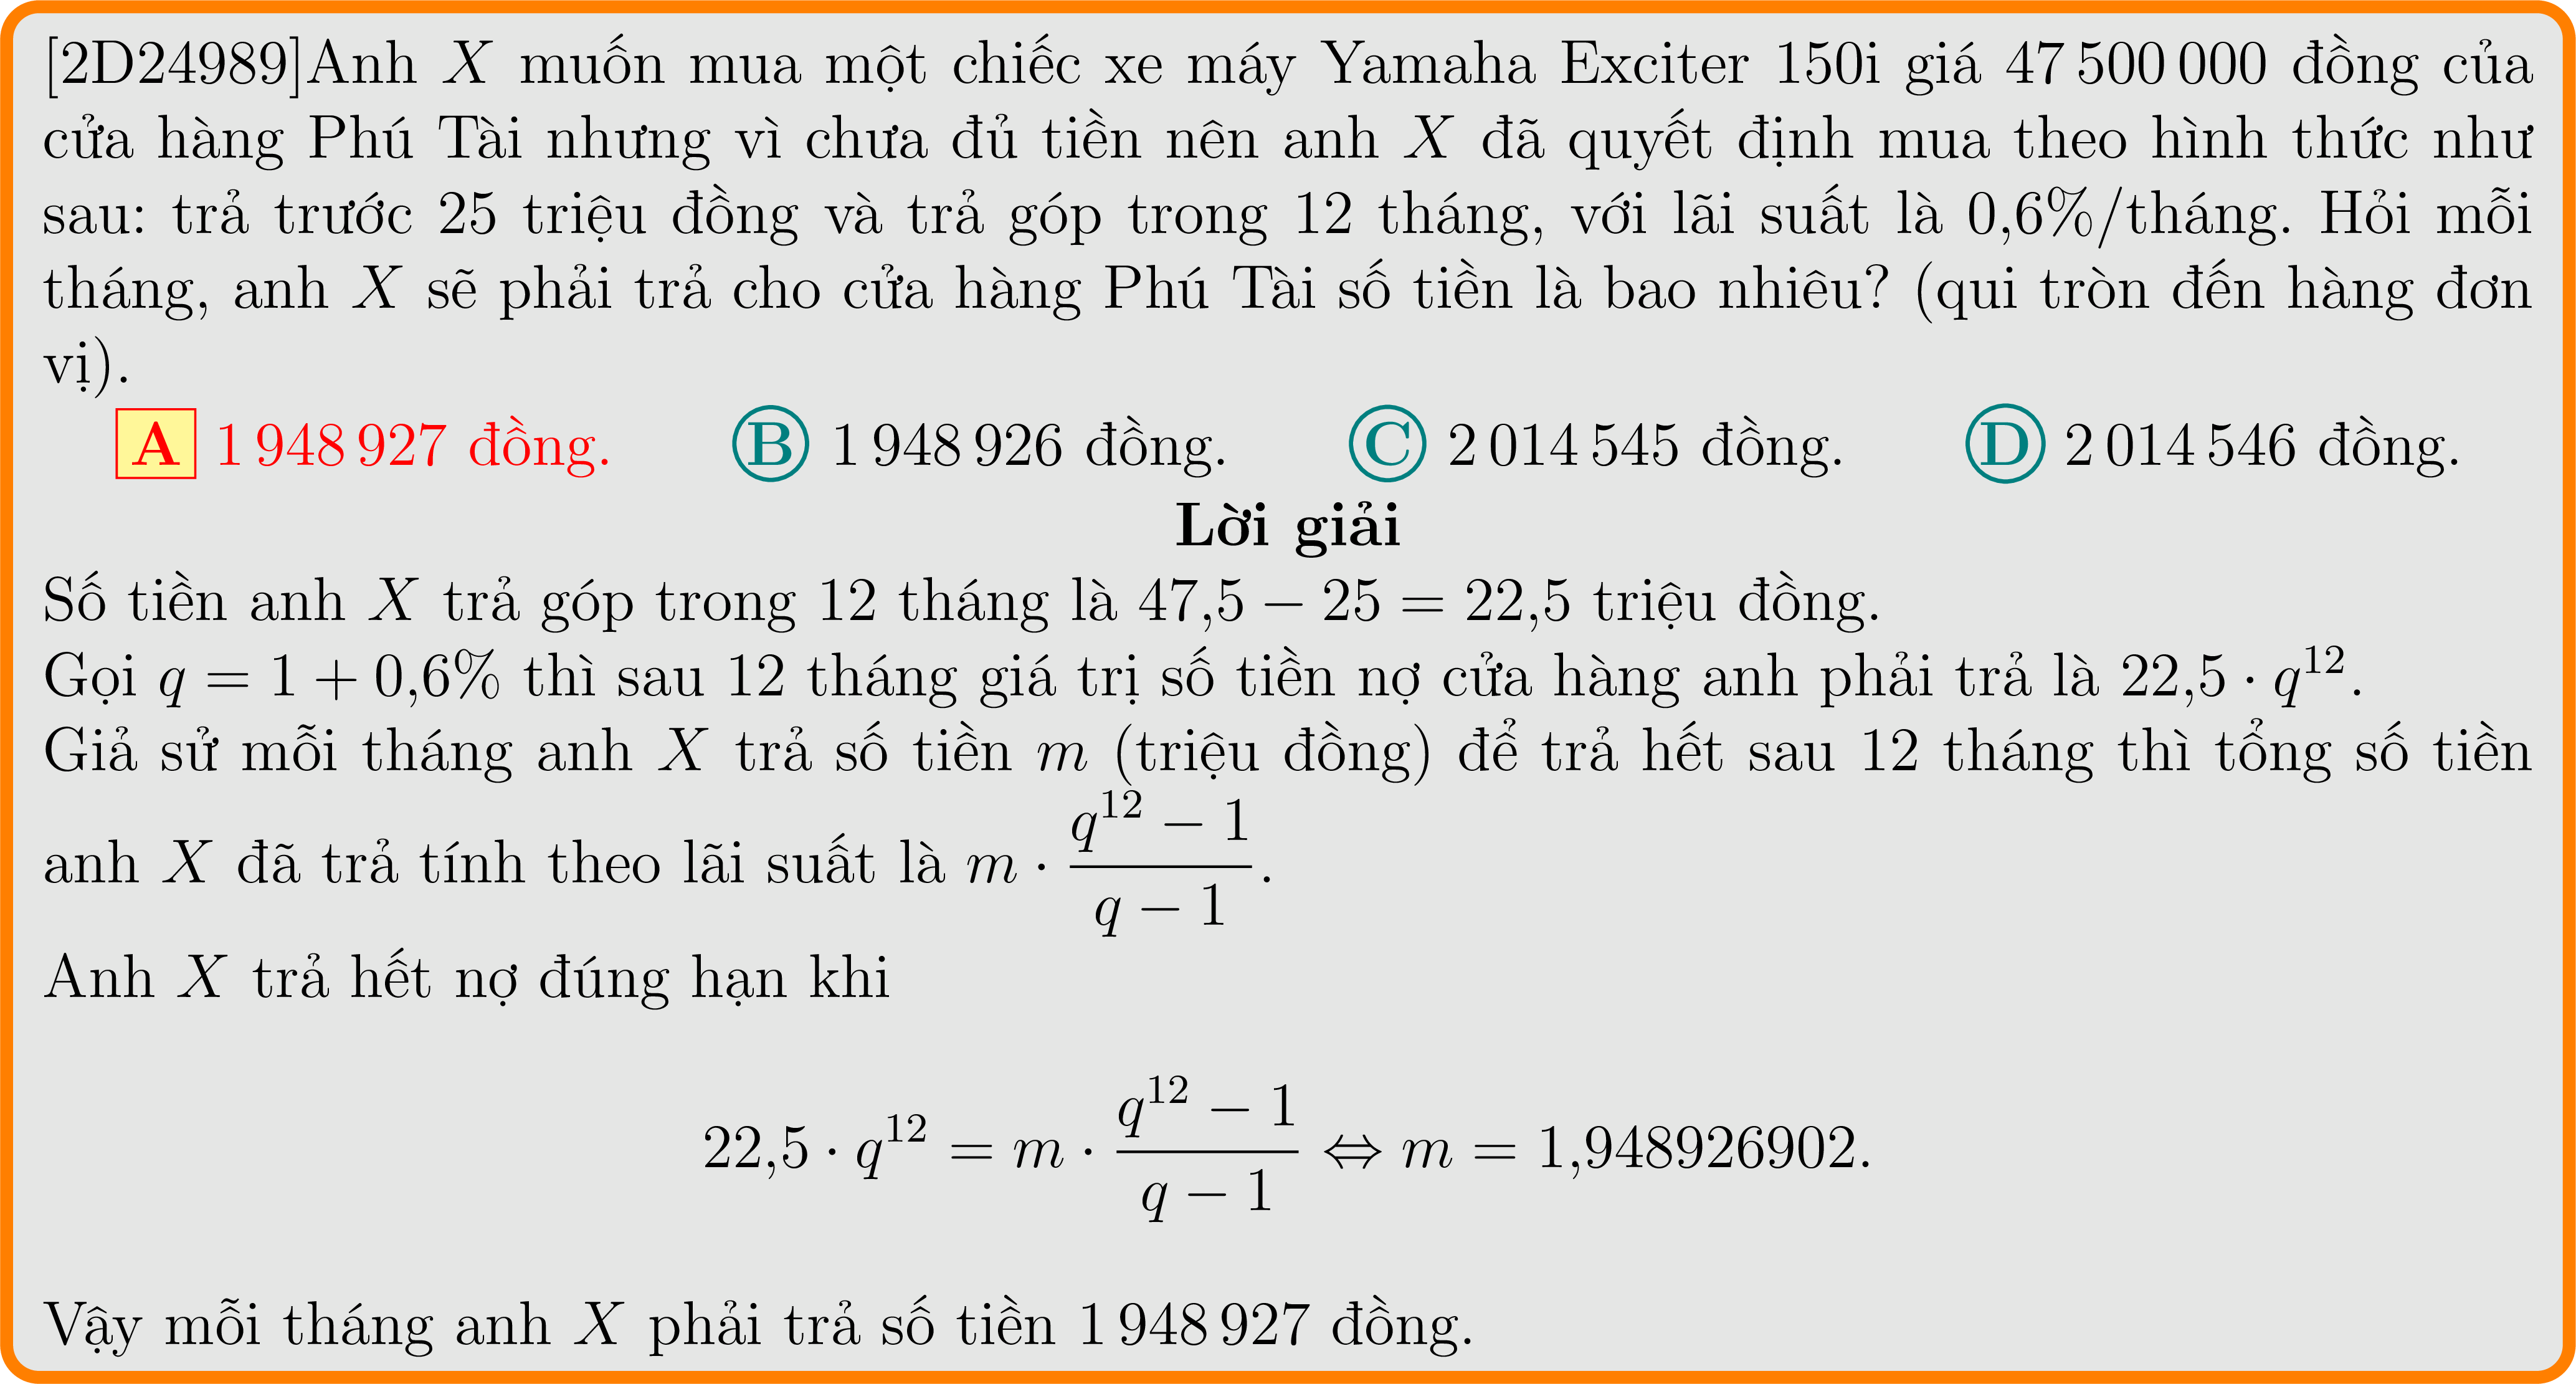 [2D24989]Anh X muốn mua một chiếc xe máy Yamaha Exciter 150i giá 47 500 000 đồng của
cửa hàng Phú Tài nhưng vì chưa đủ tiền nên anh X đã quyết định mua theo hình thức như
sau: trả trước 25 triệu đồng và trả góp trong 12 tháng, với lãi suất là 0,6%/tháng. Hỏi mỗi
tháng, anh X sẽ phải trả cho cửa hàng Phú Tài số tiền là bao nhiêu? (qui tròn đến hàng đơn
vị).
A 1 948 927 đồng. B 1 948 926 đồng. C 2 014 545 đồng. D 2 014 546 đồng.
Lời giải
Số tiền anh X trả góp trong 12 tháng là 47,5 − 25 = 22,5 triệu đồng.
Gọi q = 1 + 0,6% thì sau 12 tháng giá trị số tiền nợ cửa hàng anh phải trả là 22,5 · q^{12}.
Giả sử mỗi tháng anh X trả số tiền m (triệu đồng) để trả hết sau 12 tháng thì tổng số tiền
anh X đã trả tính theo lãi suất là m · \frac{q^{12} − 1}{q − 1}.
Anh X trả hết nợ đúng hạn khi
22,5 · q^{12} = m · \frac{q^{12} − 1}{q − 1} ⇔ m = 1,948926902.
Vậy mỗi tháng anh X phải trả số tiền 1 948 927 đồng.